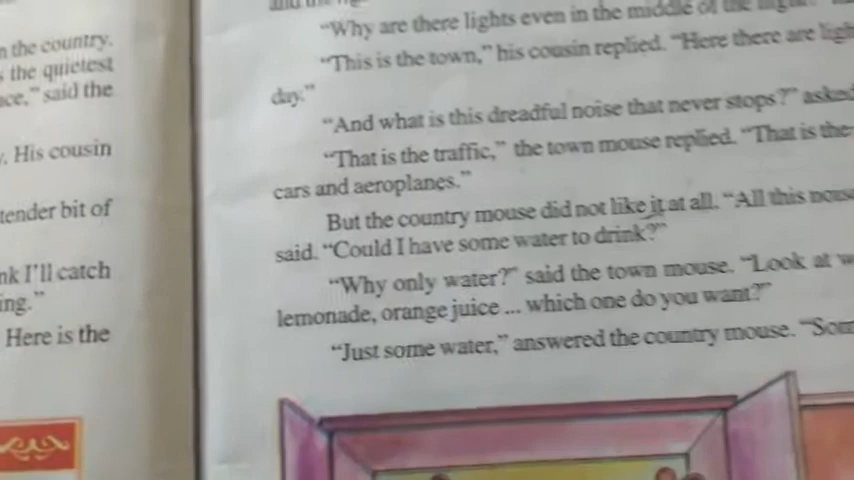 n the country.
the quietest
said the
His cousin
tender bit of
I'll catch
ing."
Here is the
"Why are there lights even in the middle of the
"This is the town," his cousin replied. "Here there are
day."
"And what is this dreadful noise that never stops?" asked
"That is the traffic," the town mouse replied. "That is the
cars and aeroplanes."
But the country mouse did not like it at all. "All this
said. "Could I have some water to drink?"
"Why only water?" said the town mouse. "Look at
lemonade, orange juice ... which one do you want?"
"Just some water," answered the country mouse.